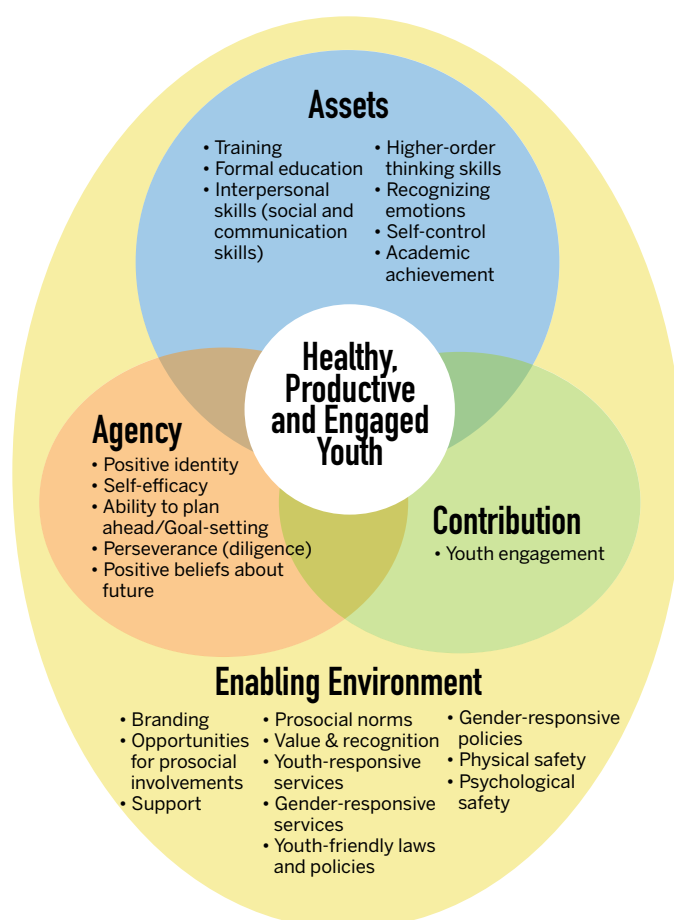 Assets
• Training
• Formal education
• Interpersonal
skills (social and
communication
skills)
• Higher-order
thinking skills
• Recognizing
emotions
• Self-control
• Academic
achievement
Healthy,
Productive
and Engaged
Youth
Agency
• Positive identity
• Self-efficacy
• Ability to plan
ahead/Goal-setting
• Perseverance (diligence)
• Positive beliefs about
future
Contribution
• Youth engagement
Enabling Environment
• Branding
• Opportunities
for prosocial
involvements
• Support
• Prosocial norms
• Value & recognition
• Youth-responsive
services
• Gender-responsive
services
• Youth-friendly laws
and policies
• Gender-responsive
policies
• Physical safety
• Psychological
safety